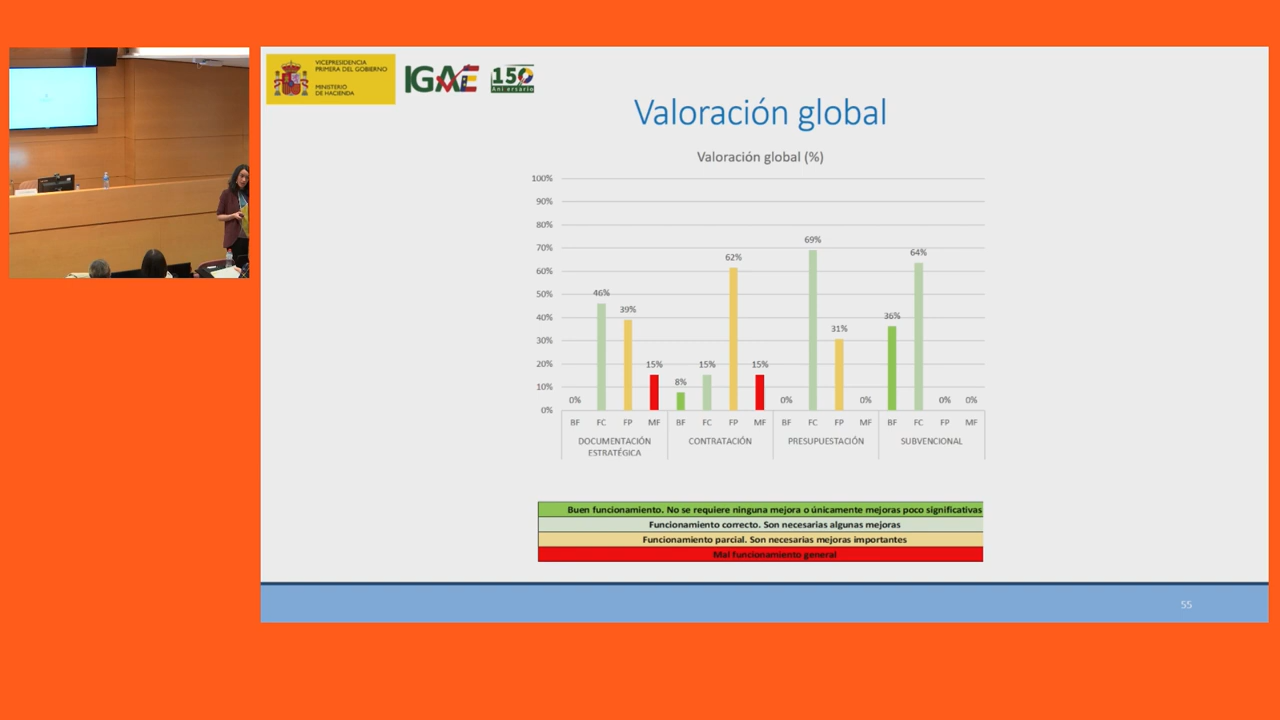 VICEPRESIDENCIA
PRIMERA DEL GOBIERNO
MINISTERIO
DE HACIENDA
IGAE
150
Aniversario
Valoración global
Valoración global (%)
100%
90%
80%
70%
60%
50%
40%
30%
20%
10%
0%
0% 46% 39% 15% 8% 15% 62% 15% 0% 69% 31% 0% 36% 64% 0% 0%
BF FC FP MF BF FC FP MF BF FC FP MF BF FC FP MF
DOCUMENTACIÓN ESTRATÉGICA
CONTRATACIÓN
PRESUPUESTACIÓN
SUBVENCIONAL
Buen funcionamiento. No se requiere ninguna mejora o únicamente mejoras poco significativas
Funcionamiento correcto. Son necesarias algunas mejoras
Funcionamiento parcial. Son necesarias mejoras importantes
Mal funcionamiento general
55